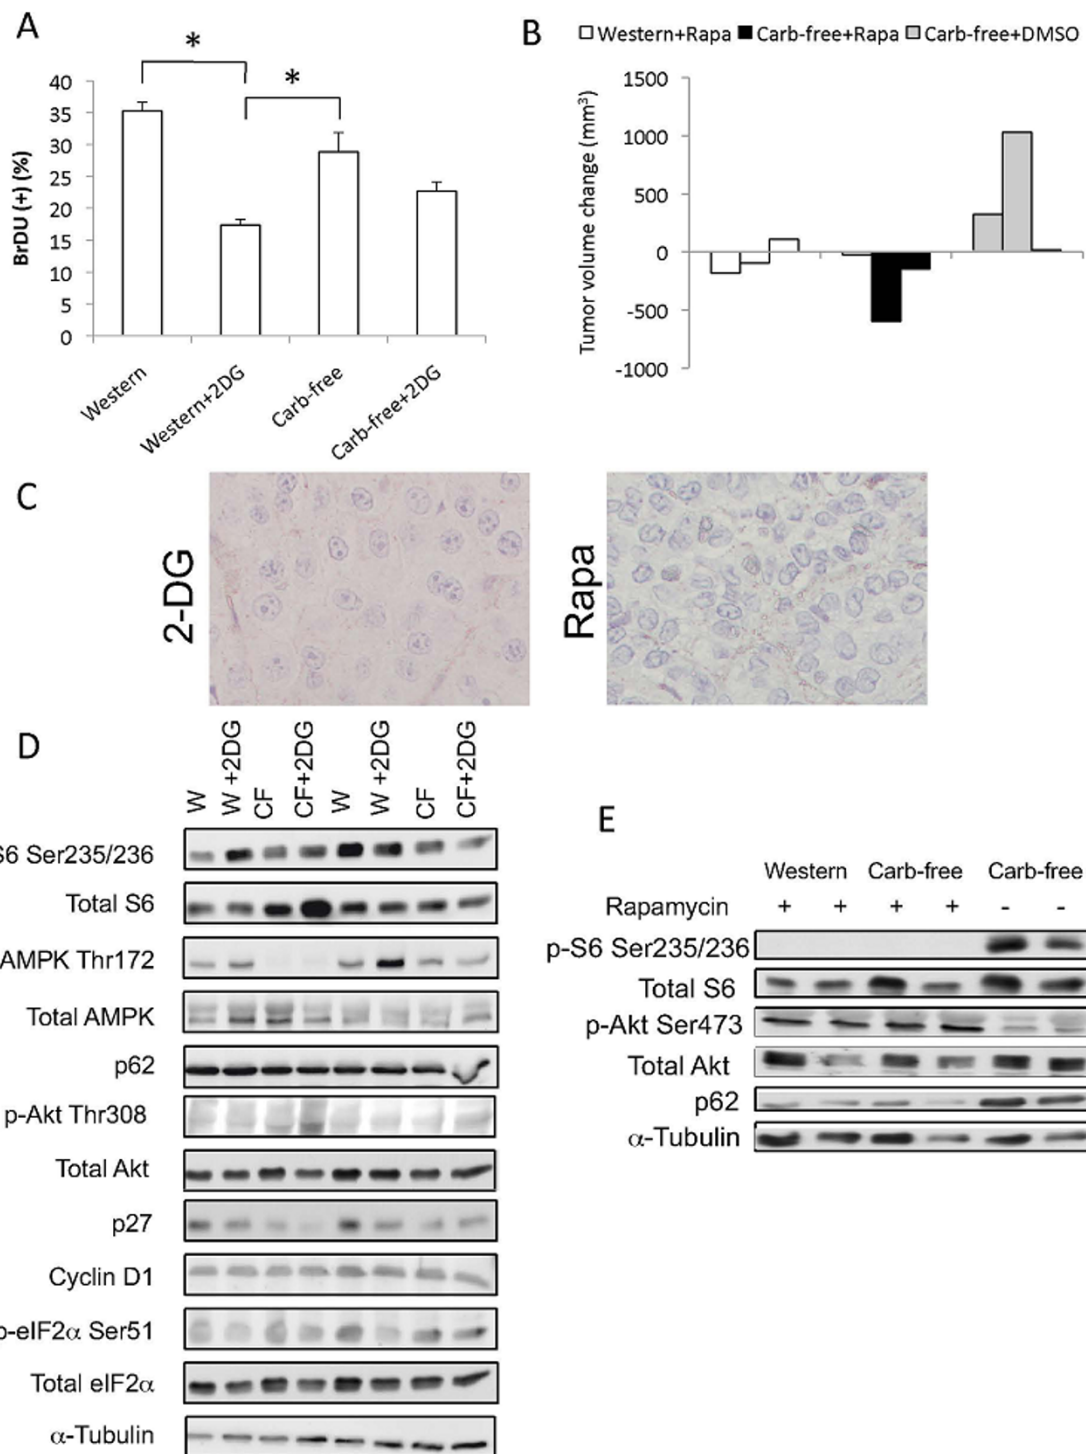 A
*
*
40
35
30
25
20
15
10
5
0
BrDU (+) (%)
Western
Western+2DG
Carb-free
Carb-free+2DG
B
Western+Rapa Carb-free+Rapa Carb-free+DMSO
1500
1000
500
0
-500
-1000
Tumor volume change (mm³)
C
2-DG
Rapa
D
W W +2DG CF CF+2DG W W +2DG CF CF+2DG
S6 Ser235/236
Total S6
AMPK Thr172
Total AMPK
p62
p-Akt Thr308
Total Akt
p27
Cyclin D1
p-eIF2α Ser51
Total eIF2α
α-Tubulin
E
Western Carb-free Carb-free
Rapamycin + + + + - -
p-S6 Ser235/236
Total S6
p-Akt Ser473
Total Akt
p62
α-Tubulin